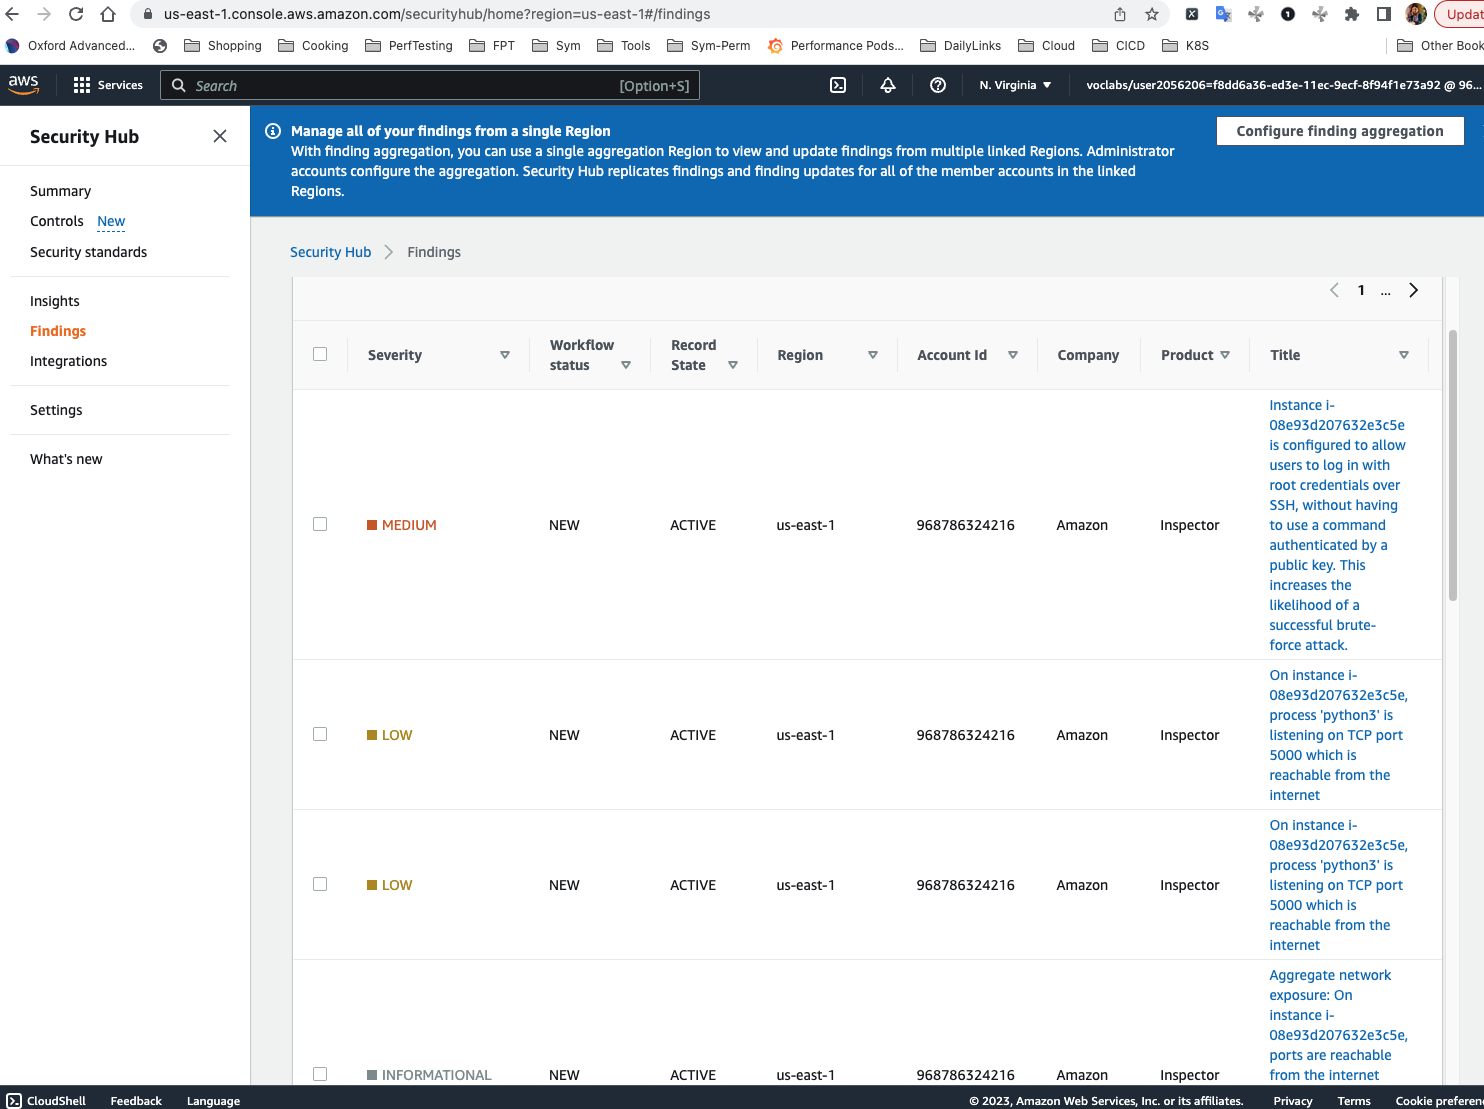 us-east-1.console.aws.amazon.com/securityhub/home?region=us-east-1#/findings
Updat
Oxford Advanced...
Shopping
Cooking
PerfTesting
FPT
Sym
Tools
Sym-Perm
Performance Pods...
DailyLinks
Cloud
CICD
K8S
Other Book
aws
Services
Search
[Option+S]
N. Virginia
voclabs/user2056206=f8dd6a36-ed3e-11ec-9ecf-8f94f1e73a92 @ 96...
Security Hub
Summary
Controls New
Security standards
Insights
Findings
Integrations
Settings
What's new
Manage all of your findings from a single Region
With finding aggregation, you can use a single aggregation Region to view and update findings from multiple linked Regions. Administrator
accounts configure the aggregation. Security Hub replicates findings and finding updates for all of the member accounts in the linked
Regions.
Configure finding aggregation
Security Hub
Findings
1 ...
Severity
Workflow
status
Record
State
Region
Account Id
Company
Product
Title
MEDIUM
NEW
ACTIVE
us-east-1
968786324216
Amazon
Inspector
Instance i-
08e93d207632e3c5e
is configured to allow
users to log in with
root credentials over
SSH, without having
to use a command
authenticated by a
public key. This
increases the
likelihood of a
successful brute-
force attack.
LOW
NEW
ACTIVE
us-east-1
968786324216
Amazon
Inspector
On instance i-
08e93d207632e3c5e,
process 'python3' is
listening on TCP port
5000 which is
reachable from the
internet
LOW
NEW
ACTIVE
us-east-1
968786324216
Amazon
Inspector
On instance i-
08e93d207632e3c5e,
process 'python3' is
listening on TCP port
5000 which is
reachable from the
internet
INFORMATIONAL
NEW
ACTIVE
us-east-1
968786324216
Amazon
Inspector
Aggregate network
exposure: On
instance i-
08e93d207632e3c5e,
ports are reachable
from the internet
CloudShell
Feedback
Language
© 2023, Amazon Web Services, Inc. or its affiliates.
Privacy
Terms
Cookie preferen